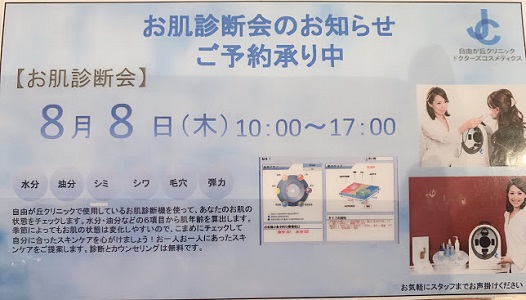 お肌診断会のお知らせ
ご予約承り中
JC
自由が丘クリニック
ドクターズコスメティクス
【お肌診断会】
8月8日(木)10:00～17:00
水分 油分 シミ シワ 毛穴 弾力
自由が丘クリニックで使用しているお肌診断機を使って、あなたのお肌の
状態をチェックします。水分・油分などの6項目から肌年齢を算出します。
季節によってもお肌の状態は変化しやすいので、こまめにチェックして
自分に合ったスキンケアを心がけましょう!お一人お一人にあったスキ
ンケアをご提案します。診断とカウンセリングは無料です。
お気軽にスタッフまでお声掛けください